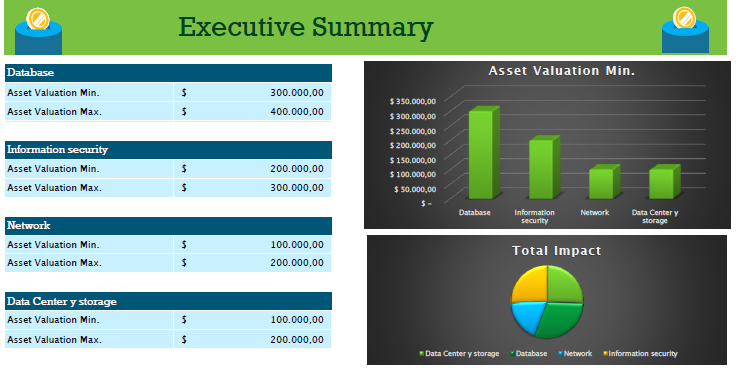 Executive Summary
Database
Asset Valuation Min. $ 300.000,00
Asset Valuation Max. $ 400.000,00
Information security
Asset Valuation Min. $ 200.000,00
Asset Valuation Max. $ 300.000,00
Network
Asset Valuation Min. $ 100.000,00
Asset Valuation Max. $ 200.000,00
Data Center y storage
Asset Valuation Min. $ 100.000,00
Asset Valuation Max. $ 200.000,00
Asset Valuation Min.
$ 350.000,00
$ 300.000,00
$ 250.000,00
$ 200.000,00
$ 150.000,00
$ 100.000,00
$ 50.000,00
$ -
Database
Information
security
Network
Data Center y
storage
Total Impact
Data Center y storage Database Network Information security